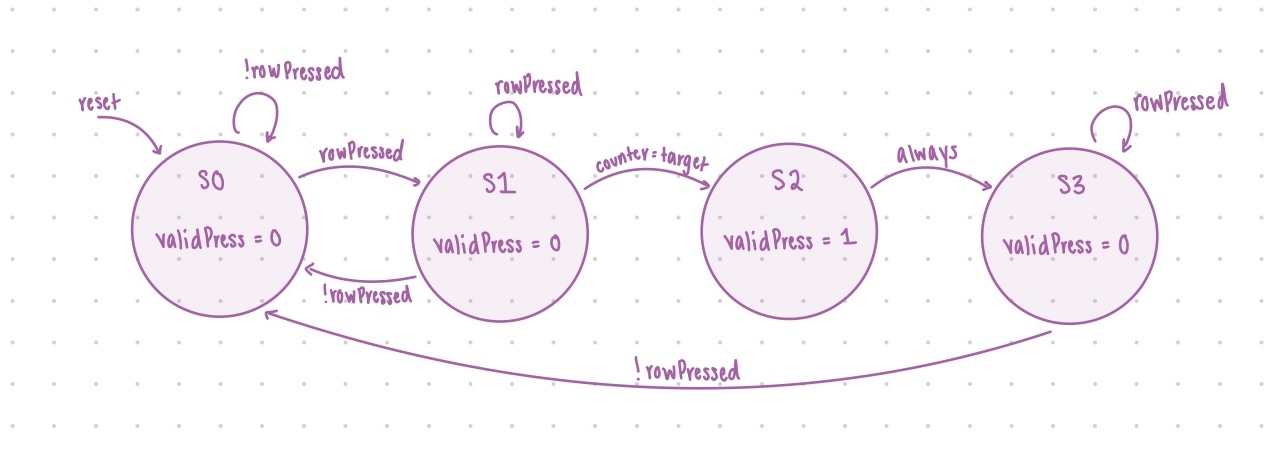 !rowPressed
reset
rowPressed
rowPressed
rowPressed
counter=target
always
S0
S1
S2
S3
validPress = 0
validPress = 0
validPress = 1
validPress = 0
!rowPressed
!rowPressed